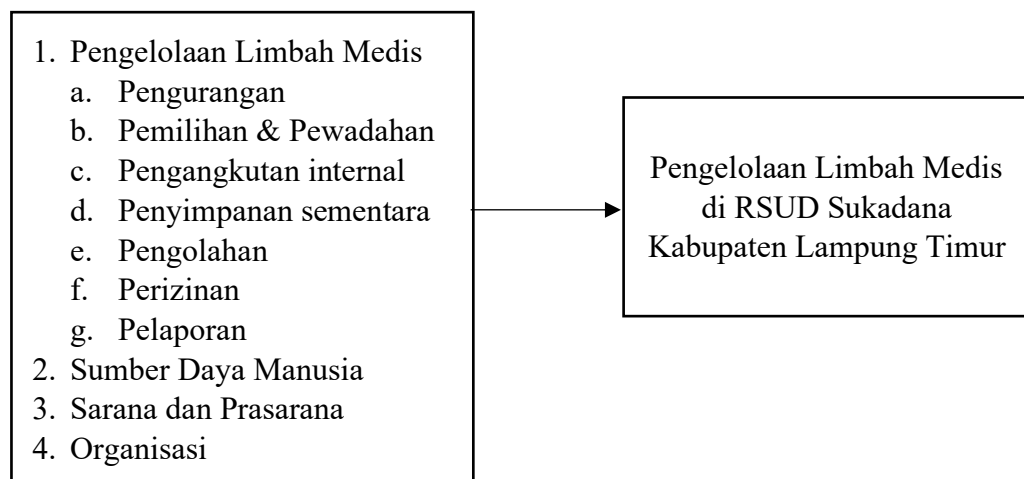 1. Pengelolaan Limbah Medis
a. Pengurangan
b. Pemilihan & Pewadahan
c. Pengangkutan internal
d. Penyimpanan sementara
e. Pengolahan
f. Perizinan
g. Pelaporan
2. Sumber Daya Manusia
3. Sarana dan Prasarana
4. Organisasi
Pengelolaan Limbah Medis
di RSUD Sukadana
Kabupaten Lampung Timur